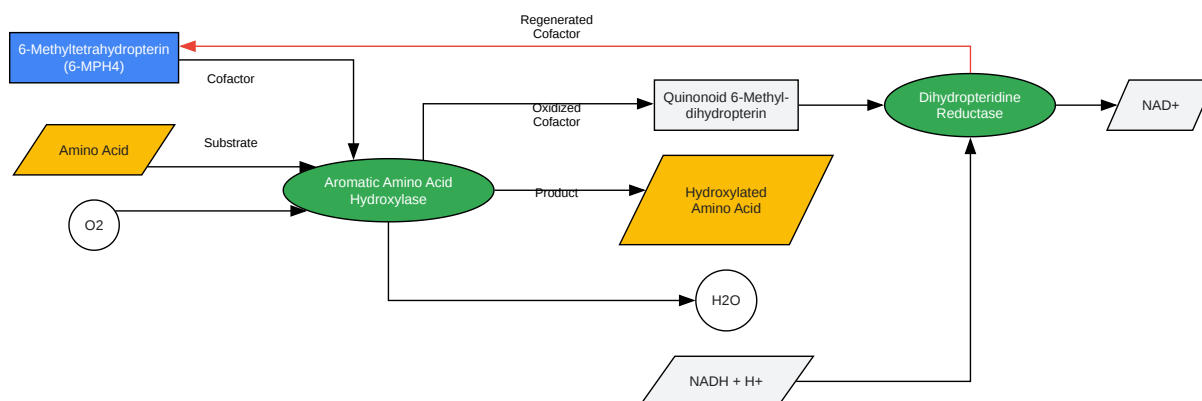 Regenerated
Cofactor
6-Methyltetrahydropterin
(6-MPH4)
Cofactor
Quinonoid 6-Methyl-
dihydropterin
Dihydropteridine
Reductase
NAD+
Oxidized
Cofactor
Amino Acid
Substrate
Aromatic Amino Acid
Hydroxylase
Product
Hydroxylated
Amino Acid
O2
H2O
NADH + H+